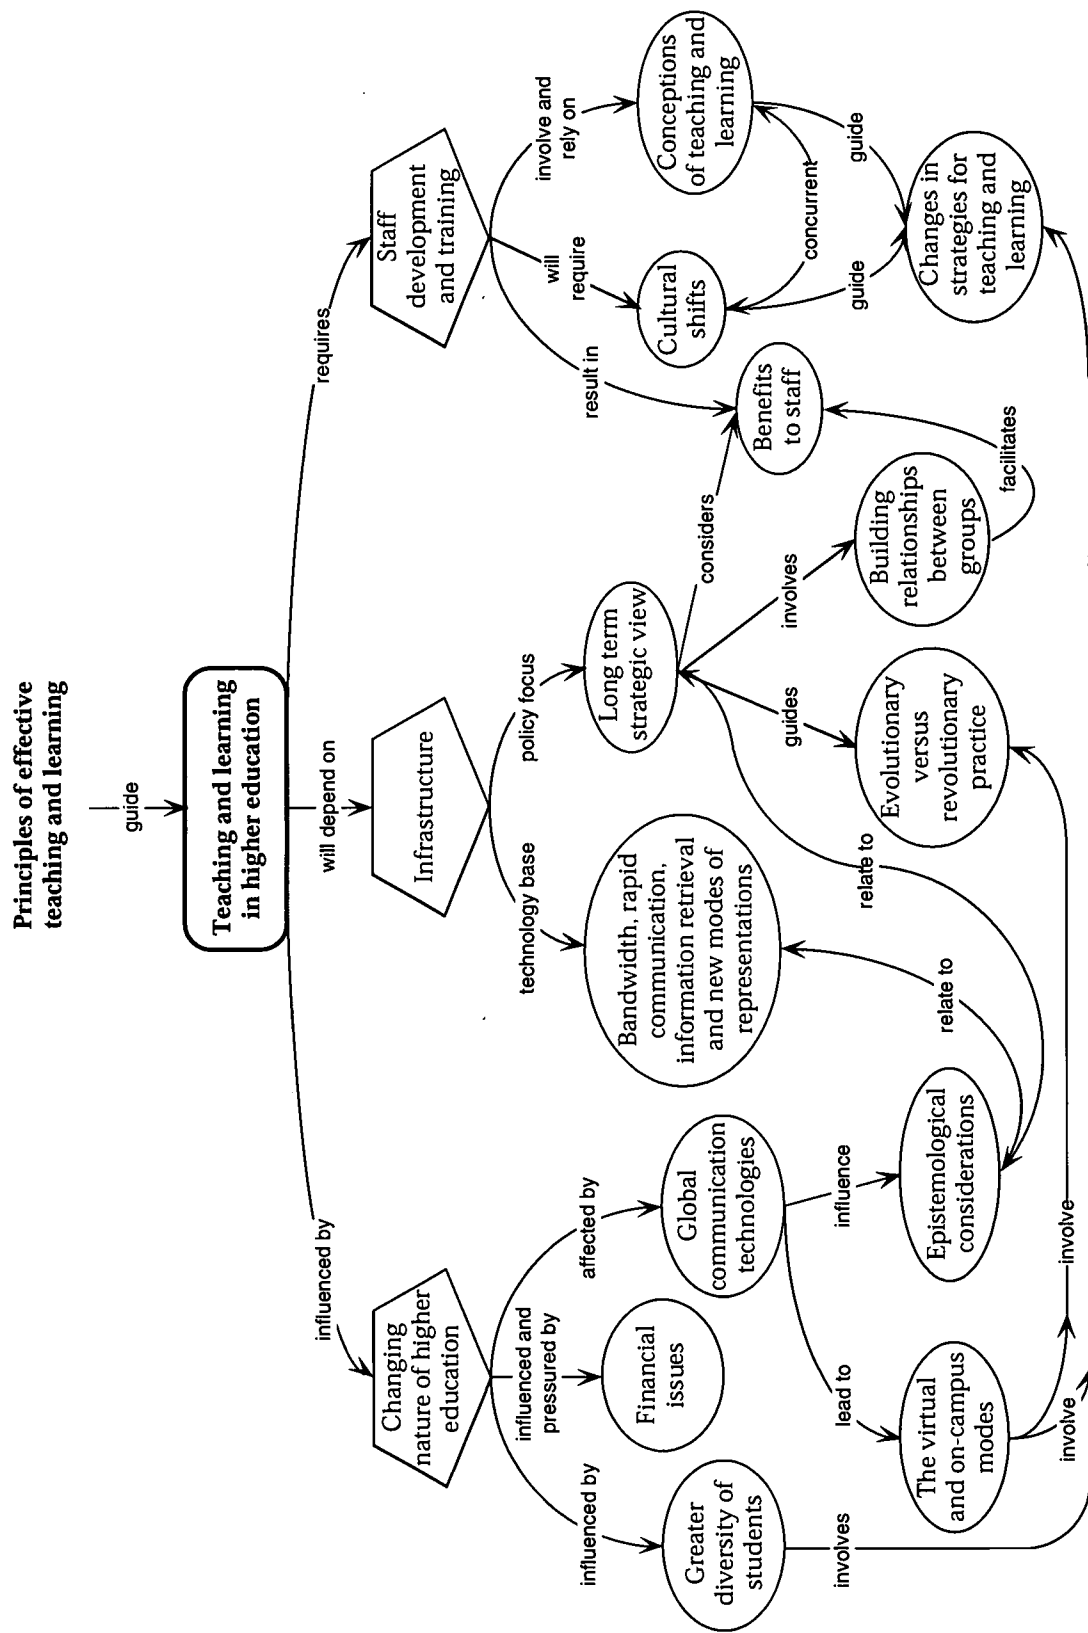 Principles of effective
teaching and learning
guide
Teaching and learning
in higher education
influenced by
will depend on
requires
Changing
nature of higher
education
Infrastructure
Staff
development
and training
influenced by
influenced and
pressured by
affected by
technology base
policy focus
result in
will
require
involve and
rely on
Greater
diversity of
students
Financial
issues
Global
communication
technologies
Bandwidth, rapid
communication,
information retrieval
and new modes of
representations
Long term
strategic view
Cultural
shifts
Conceptions
of teaching and
learning
considers
Benefits
to staff
concurrent
involves
lead to
influence
relate to
relate to
guides
involves
facilitates
guide
guide
The virtual
and on-campus
modes
Epistemological
considerations
Evolutionary
versus
revolutionary
practice
Building
relationships
between
groups
Changes in
strategies for
teaching and
learning
involve
involve